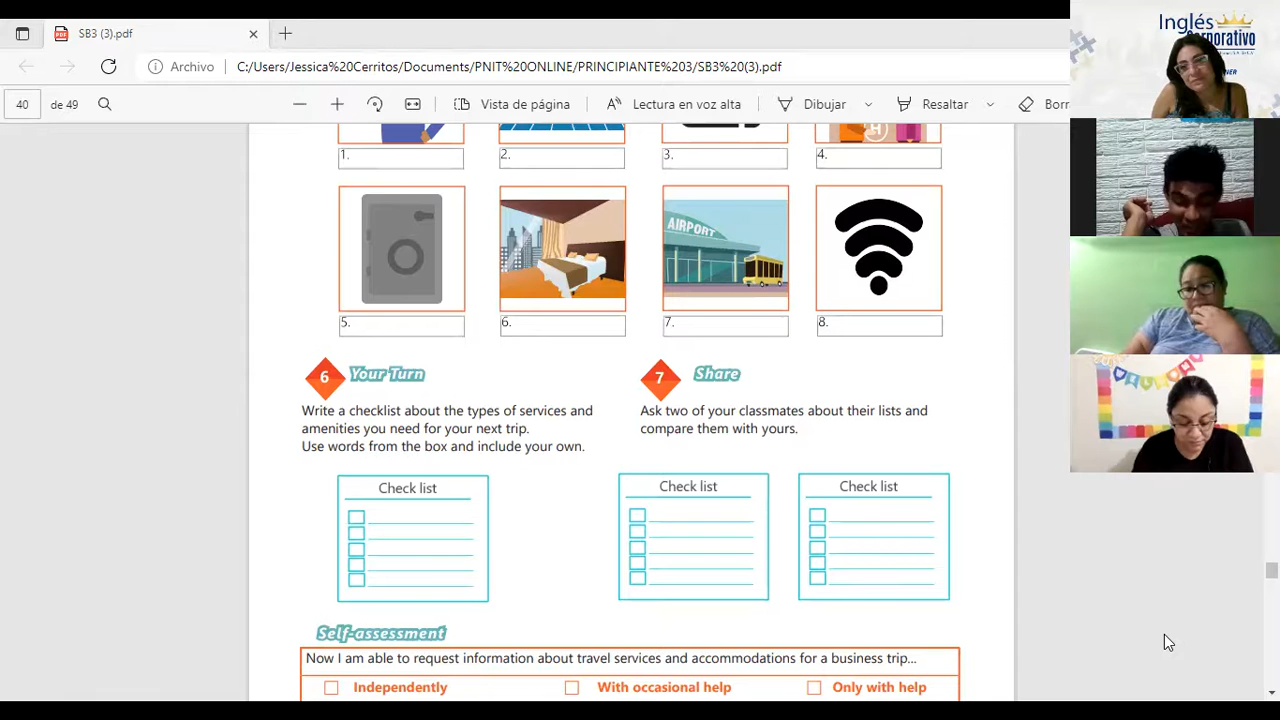 SB3 (3).pdf
Archivo C:/Users/Jessica%20Cerritos/Documents/PNIT%20ONLINE/PRINCIPIANTE%203/SB3%20(3).pdf
40 de 49 Vista de página Lectura en voz alta Dibujar Resaltar Borr
Inglés
Corporativo
1. 2. 3. 4.
H
AIRPORT
5. 6. 7. 8.
6 Your Turn
Write a checklist about the types of services and
amenities you need for your next trip.
Use words from the box and include your own.
7 Share
Ask two of your classmates about their lists and
compare them with yours.
Check list
Check list
Check list
Self-assessment
Now I am able to request information about travel services and accommodations for a business trip...
Independently With occasional help Only with help